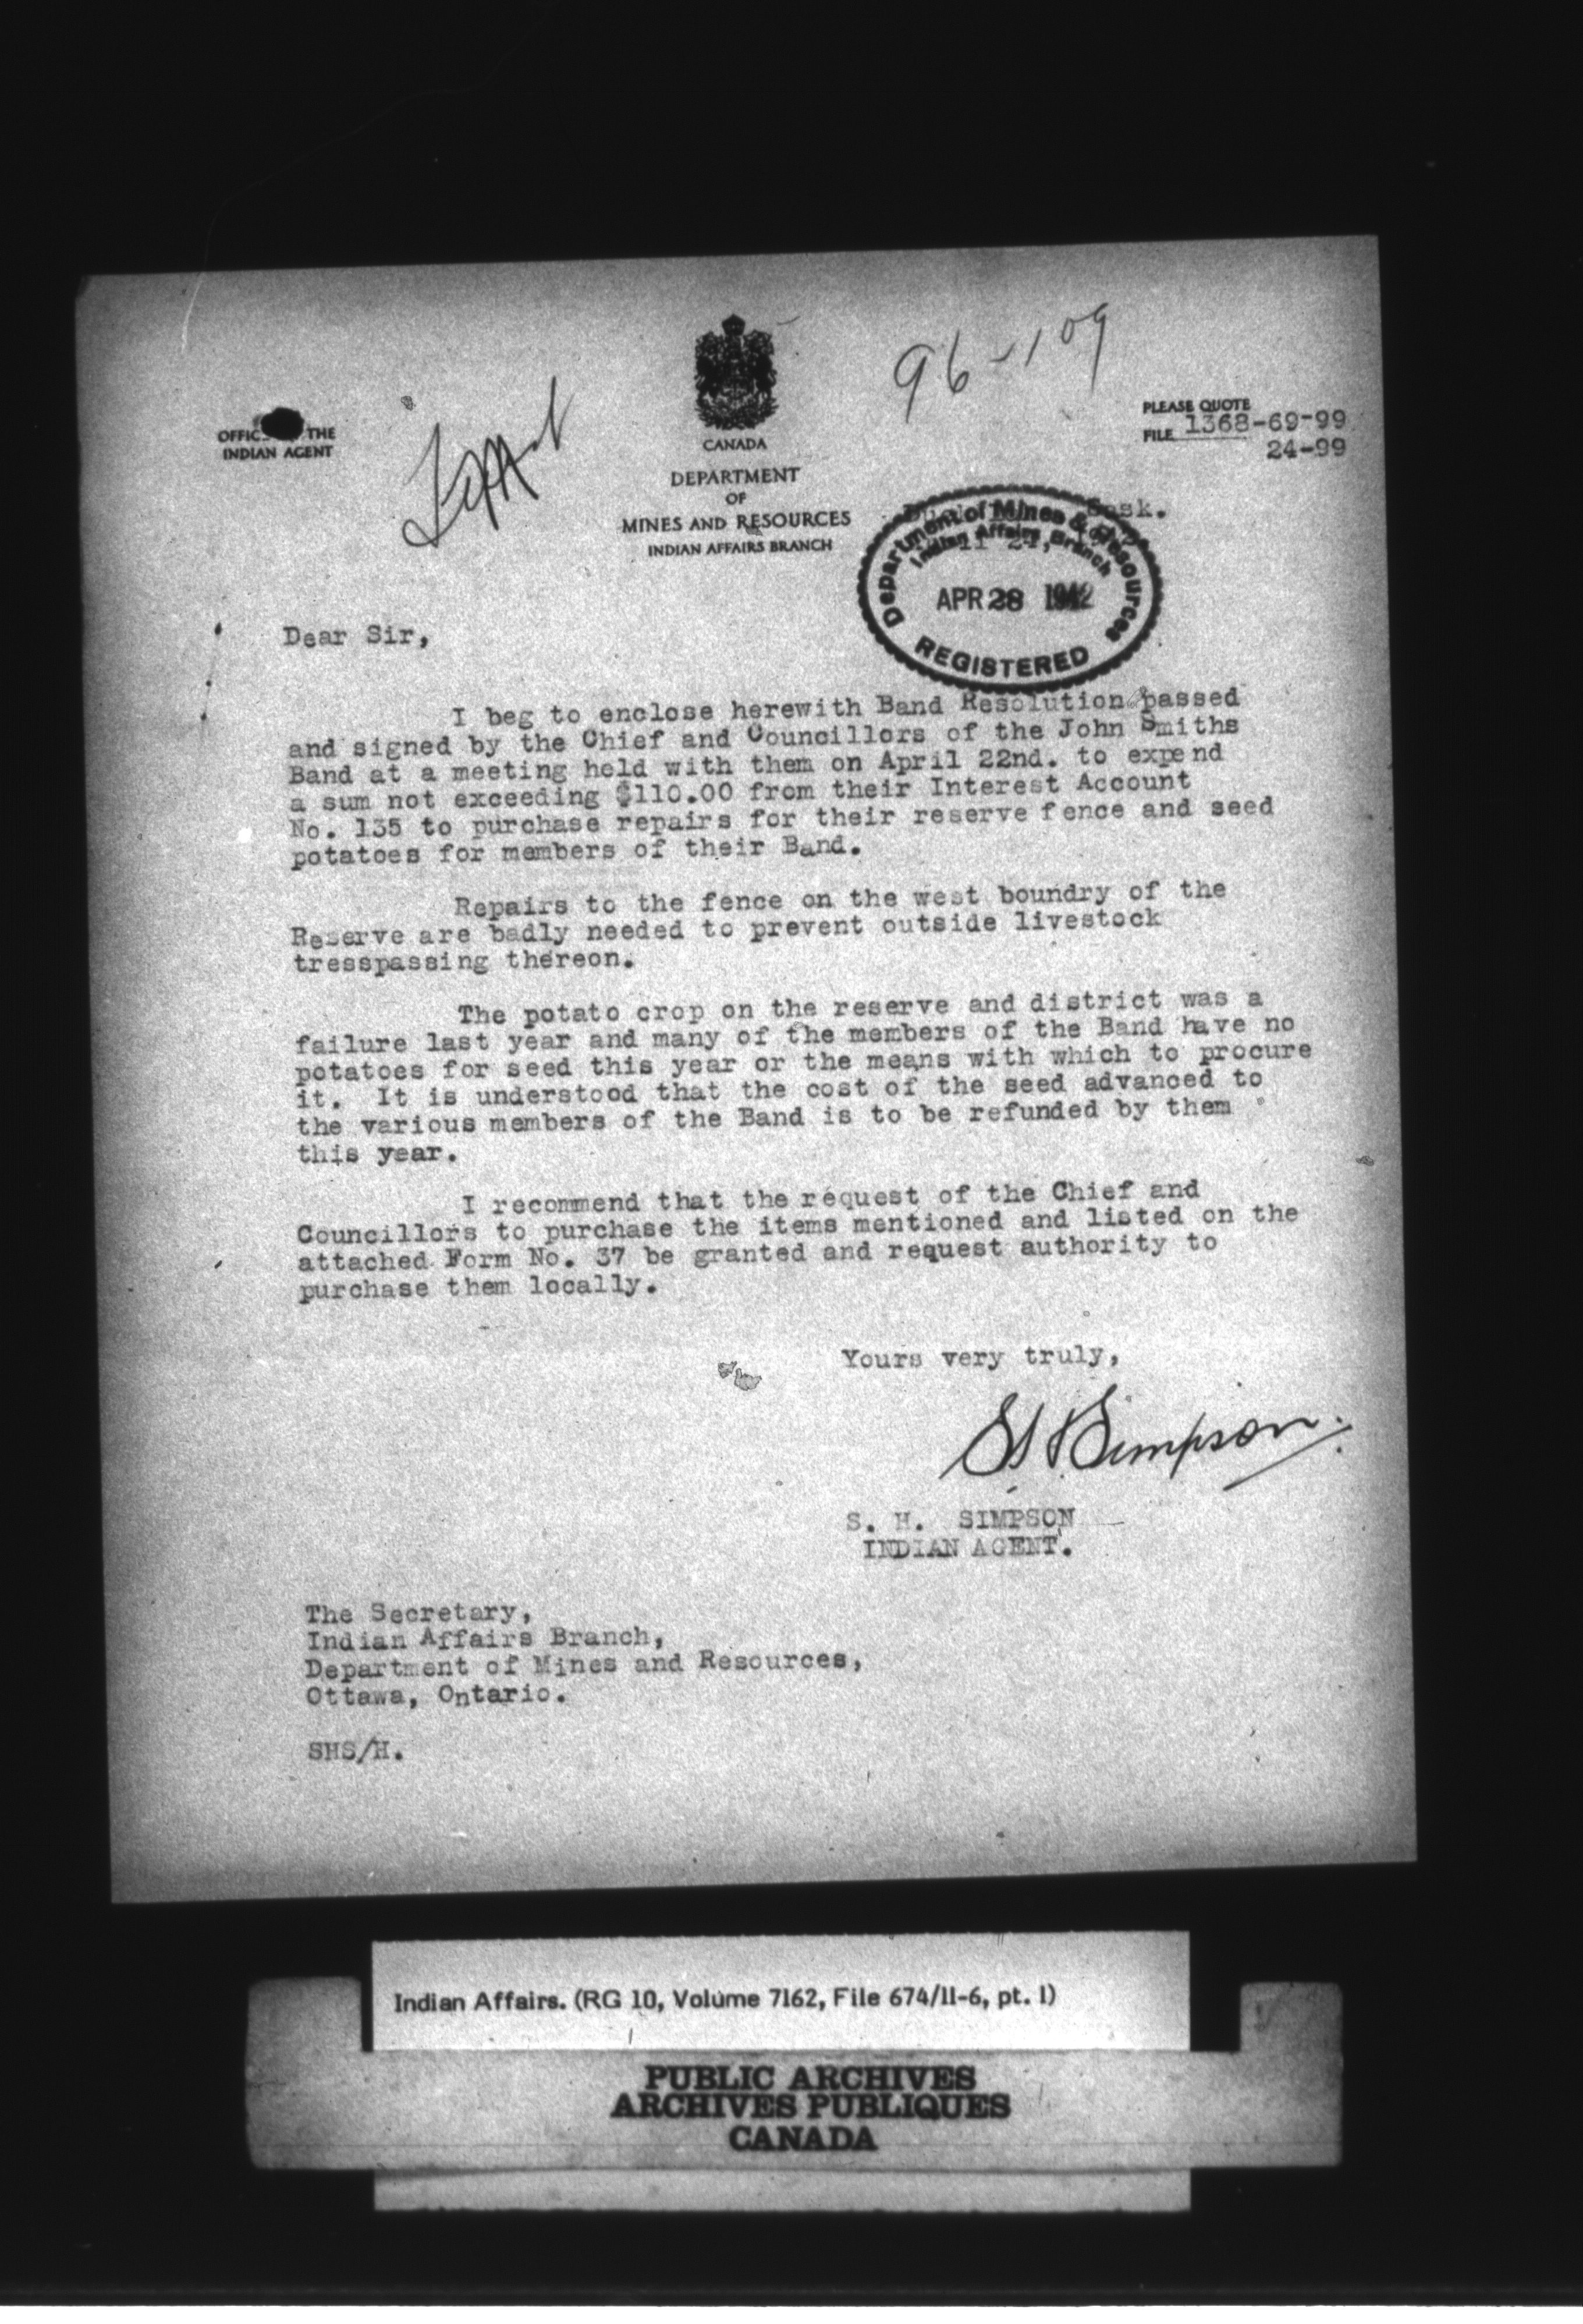 96-109
OFFICE THE
INDIAN AGENT
CANADA
DEPARTMENT
OF
MINES AND RESOURCES
INDIAN AFFAIRS BRANCH
PLEASE QUOTE
FILE 1368-69-99
24-99
Sask.
Department of Mines & Resources
Indian Affairs Branch
APR 28 1942
REGISTERED
Dear Sir,
I beg to enclose herewith Band Resolution passed
and signed by the Chief and Councillors of the John Smiths
Band at a meeting held with them on April 22nd. to expend
a sum not exceeding $110.00 from their Interest Account
No. 135 to purchase repairs for their reserve fence and seed
potatoes for members of their Band.
Repairs to the fence on the west boundry of the
Reserve are badly needed to prevent outside livestock
tresspassing thereon.
The potato crop on the reserve and district was a
failure last year and many of the members of the Band have no
potatoes for seed this year or the means with which to procure
it. It is understood that the cost of the seed advanced to
the various members of the Band is to be refunded by them
this year.
I recommend that the request of the Chief and
Councillors to purchase the items mentioned and listed on the
attached Form No. 37 be granted and request authority to
purchase them locally.
Yours very truly,
S H Simpson.
S. H. SIMPSON
INDIAN AGENT.
The Secretary,
Indian Affairs Branch,
Department of Mines and Resources,
Ottawa, Ontario.
SHS/H.
Indian Affairs. (RG 10, Volume 7162, File 674/11-6, pt. 1)
PUBLIC ARCHIVES
ARCHIVES PUBLIQUES
CANADA